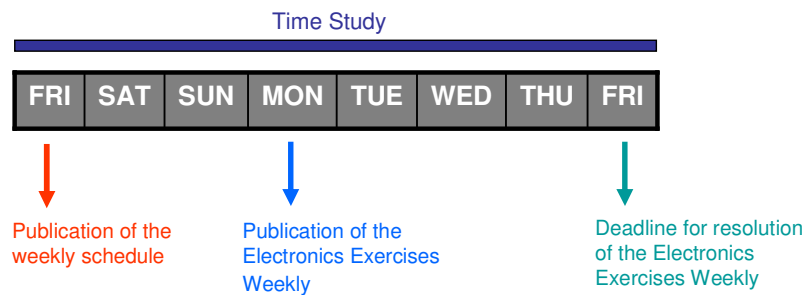 Time Study
FRI SAT SUN MON TUE WED THU FRI
Publication of the
weekly schedule
Publication of the
Electronics Exercises
Weekly
Deadline for resolution
of the Electronics
Exercises Weekly